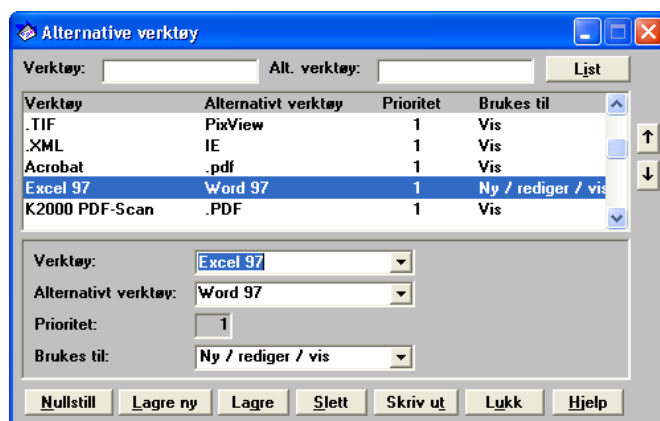 Alternative verktøy
Verktøy: Alt. verktøy: List
Verktøy Alternativt verktøy Prioritet Brukes til
.TIF PixView 1 Vis
.XML IE 1 Vis
Acrobat .pdf 1 Vis
Excel 97 Word 97 1 Ny / rediger / vis
K2000 PDF-Scan .PDF 1 Vis
Verktøy: Excel 97
Alternativt verktøy: Word 97
Prioritet: 1
Brukes til: Ny / rediger / vis
Nullstill Lagre ny Lagre Slett Skriv ut Lukk Hjelp